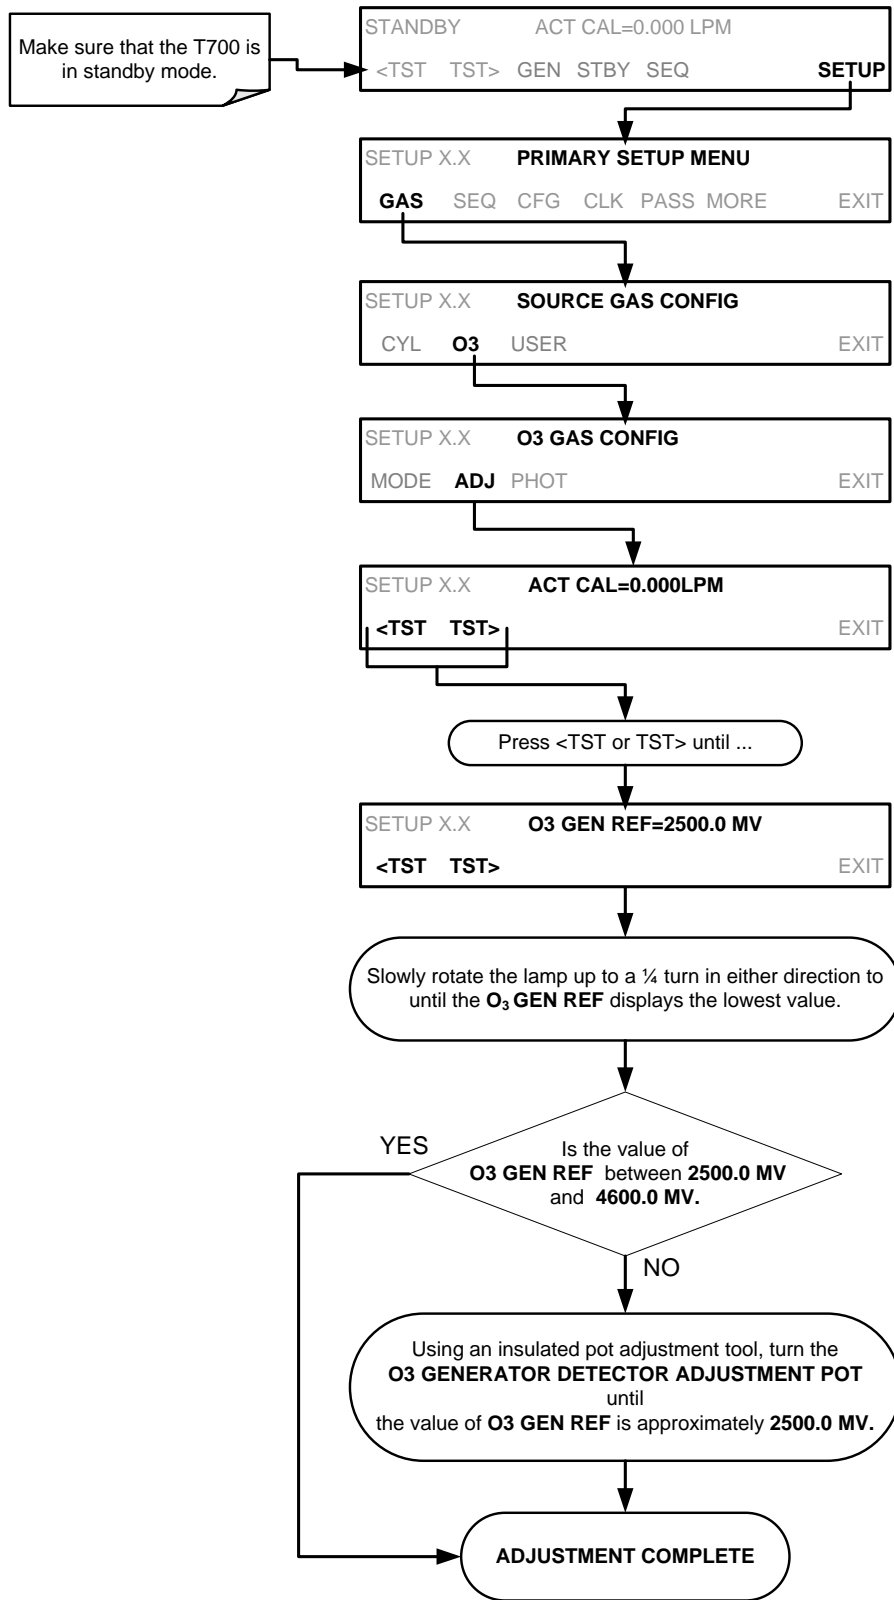 Make sure that the T700 is
in standby mode.
STANDBY ACT CAL=0.000 LPM
<TST TST> GEN STBY SEQ SETUP
SETUP X.X PRIMARY SETUP MENU
GAS SEQ CFG CLK PASS MORE EXIT
SETUP X.X SOURCE GAS CONFIG
CYL O3 USER EXIT
SETUP X.X O3 GAS CONFIG
MODE ADJ PHOT EXIT
SETUP X.X ACT CAL=0.000LPM
<TST TST> EXIT
Press <TST or TST> until ...
SETUP X.X O3 GEN REF=2500.0 MV
<TST TST> EXIT
Slowly rotate the lamp up to a ¼ turn in either direction to
until the O₃ GEN REF displays the lowest value.
YES
Is the value of
O3 GEN REF between 2500.0 MV
and 4600.0 MV.
NO
Using an insulated pot adjustment tool, turn the
O3 GENERATOR DETECTOR ADJUSTMENT POT
until
the value of O3 GEN REF is approximately 2500.0 MV.
ADJUSTMENT COMPLETE